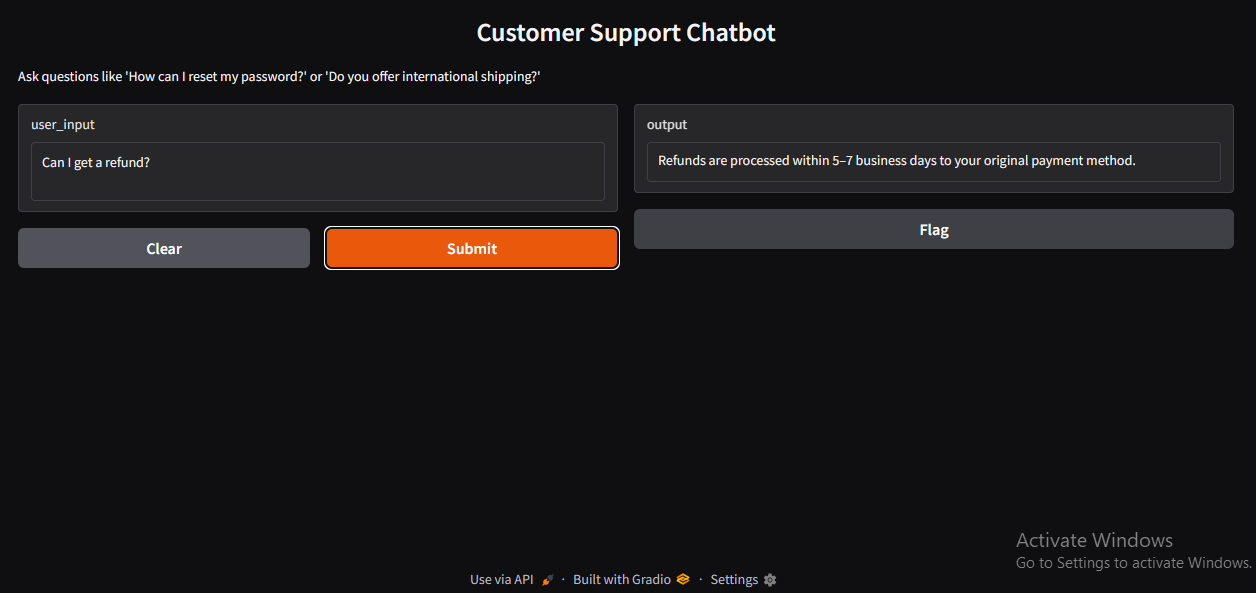 Customer Support Chatbot
Ask questions like 'How can I reset my password?' or 'Do you offer international shipping?'
user_input
Can I get a refund?
Clear
Submit
output
Refunds are processed within 5–7 business days to your original payment method.
Flag
Activate Windows
Go to Settings to activate Windows.
Use via API · Built with Gradio · Settings